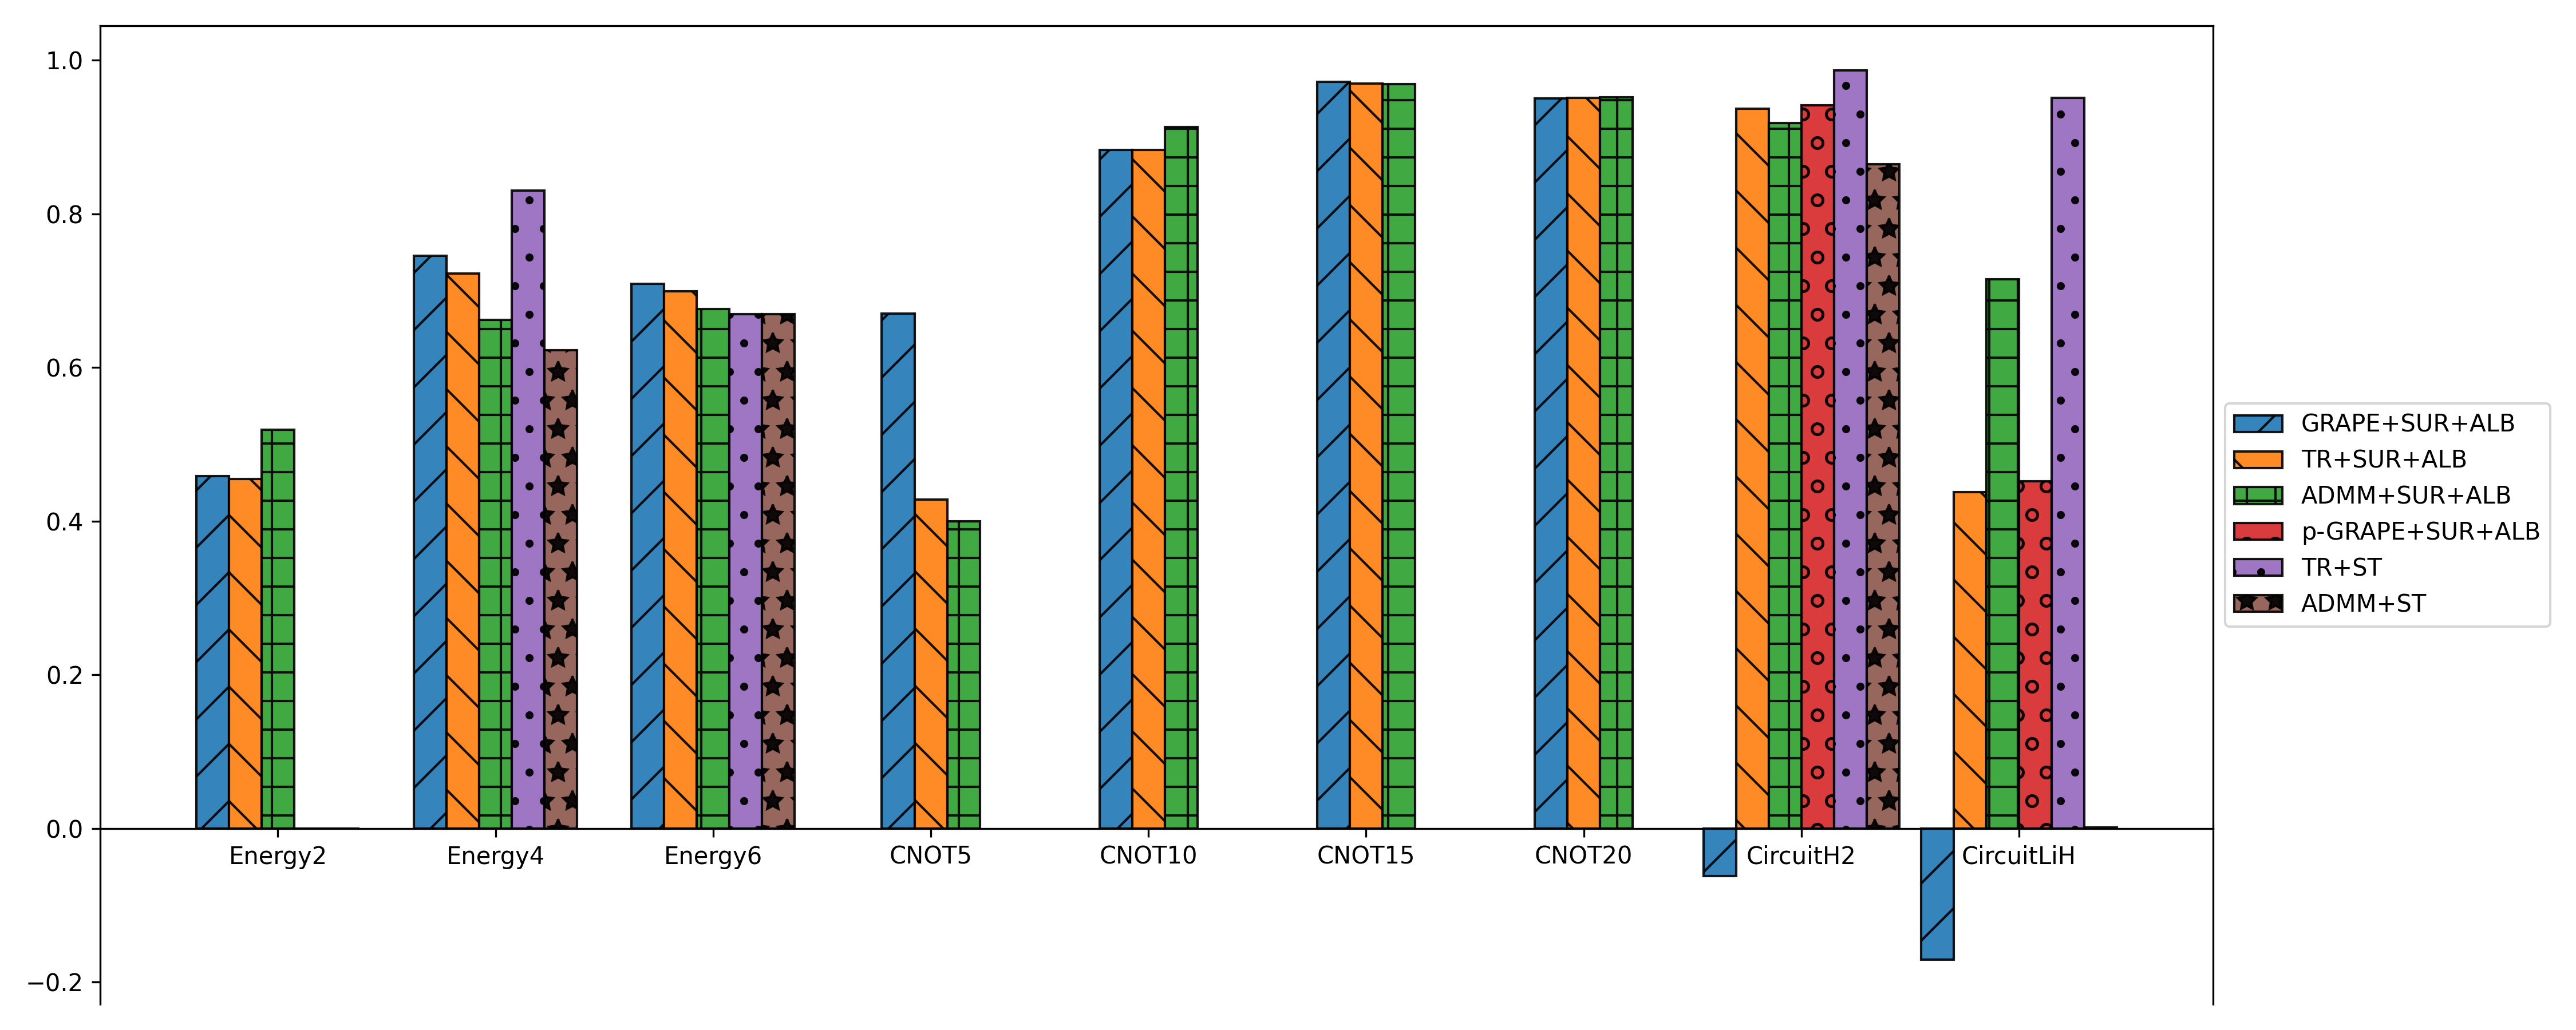 1.0
0.8
0.6
0.4
0.2
0.0
−0.2
Energy2 Energy4 Energy6 CNOT5 CNOT10 CNOT15 CNOT20 CircuitH2 CircuitLiH
GRAPE+SUR+ALB
TR+SUR+ALB
ADMM+SUR+ALB
p-GRAPE+SUR+ALB
TR+ST
ADMM+ST